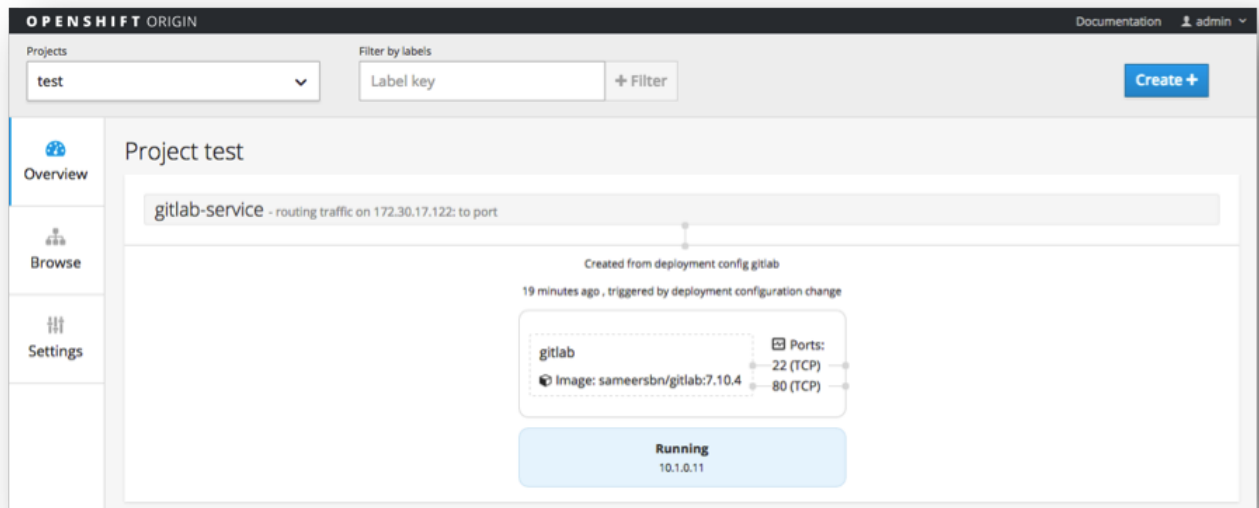 OPENSHIFT ORIGIN
Documentation admin
Projects
Filter by labels
test
Label key
+ Filter
Create +
Overview
Browse
Settings
Project test
gitlab-service - routing traffic on 172.30.17.122: to port
Created from deployment config gitlab
19 minutes ago , triggered by deployment configuration change
gitlab
Image: sameersbn/gitlab:7.10.4
Ports:
22 (TCP)
80 (TCP)
Running
10.1.0.11